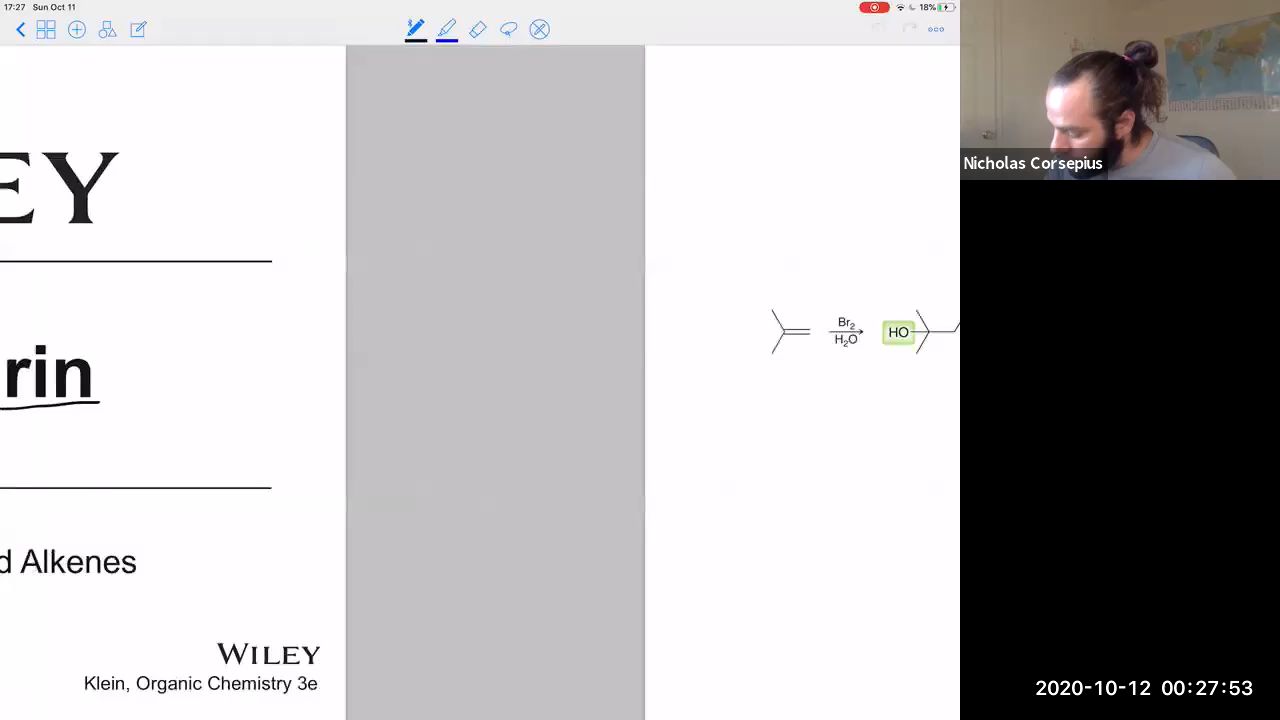 17:27 Sun Oct 11
18%
EY
rin
d Alkenes
WILEY
Klein, Organic Chemistry 3e
Br2
H2O
HO
Nicholas Corsepius
2020-10-12 00:27:53